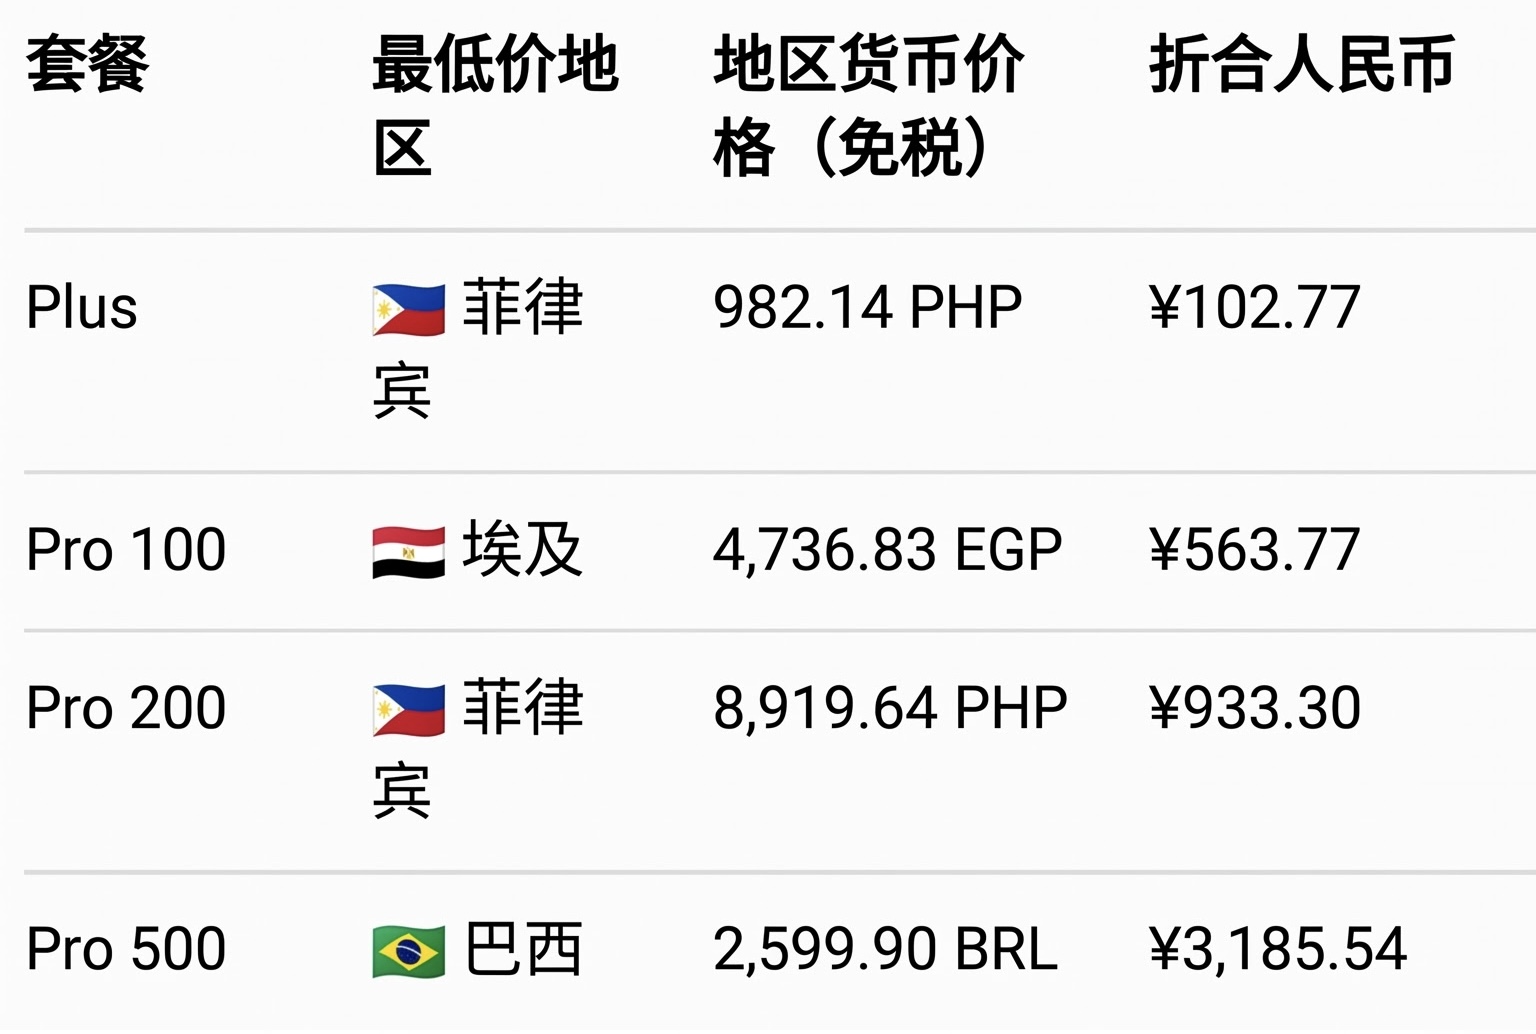 套餐 最低价地区 地区货币价格（免税） 折合人民币
Plus 🇵🇭 菲律宾 982.14 PHP ¥102.77
Pro 100 🇪🇬 埃及 4,736.83 EGP ¥563.77
Pro 200 🇵🇭 菲律宾 8,919.64 PHP ¥933.30
Pro 500 🇧🇷 巴西 2,599.90 BRL ¥3,185.54